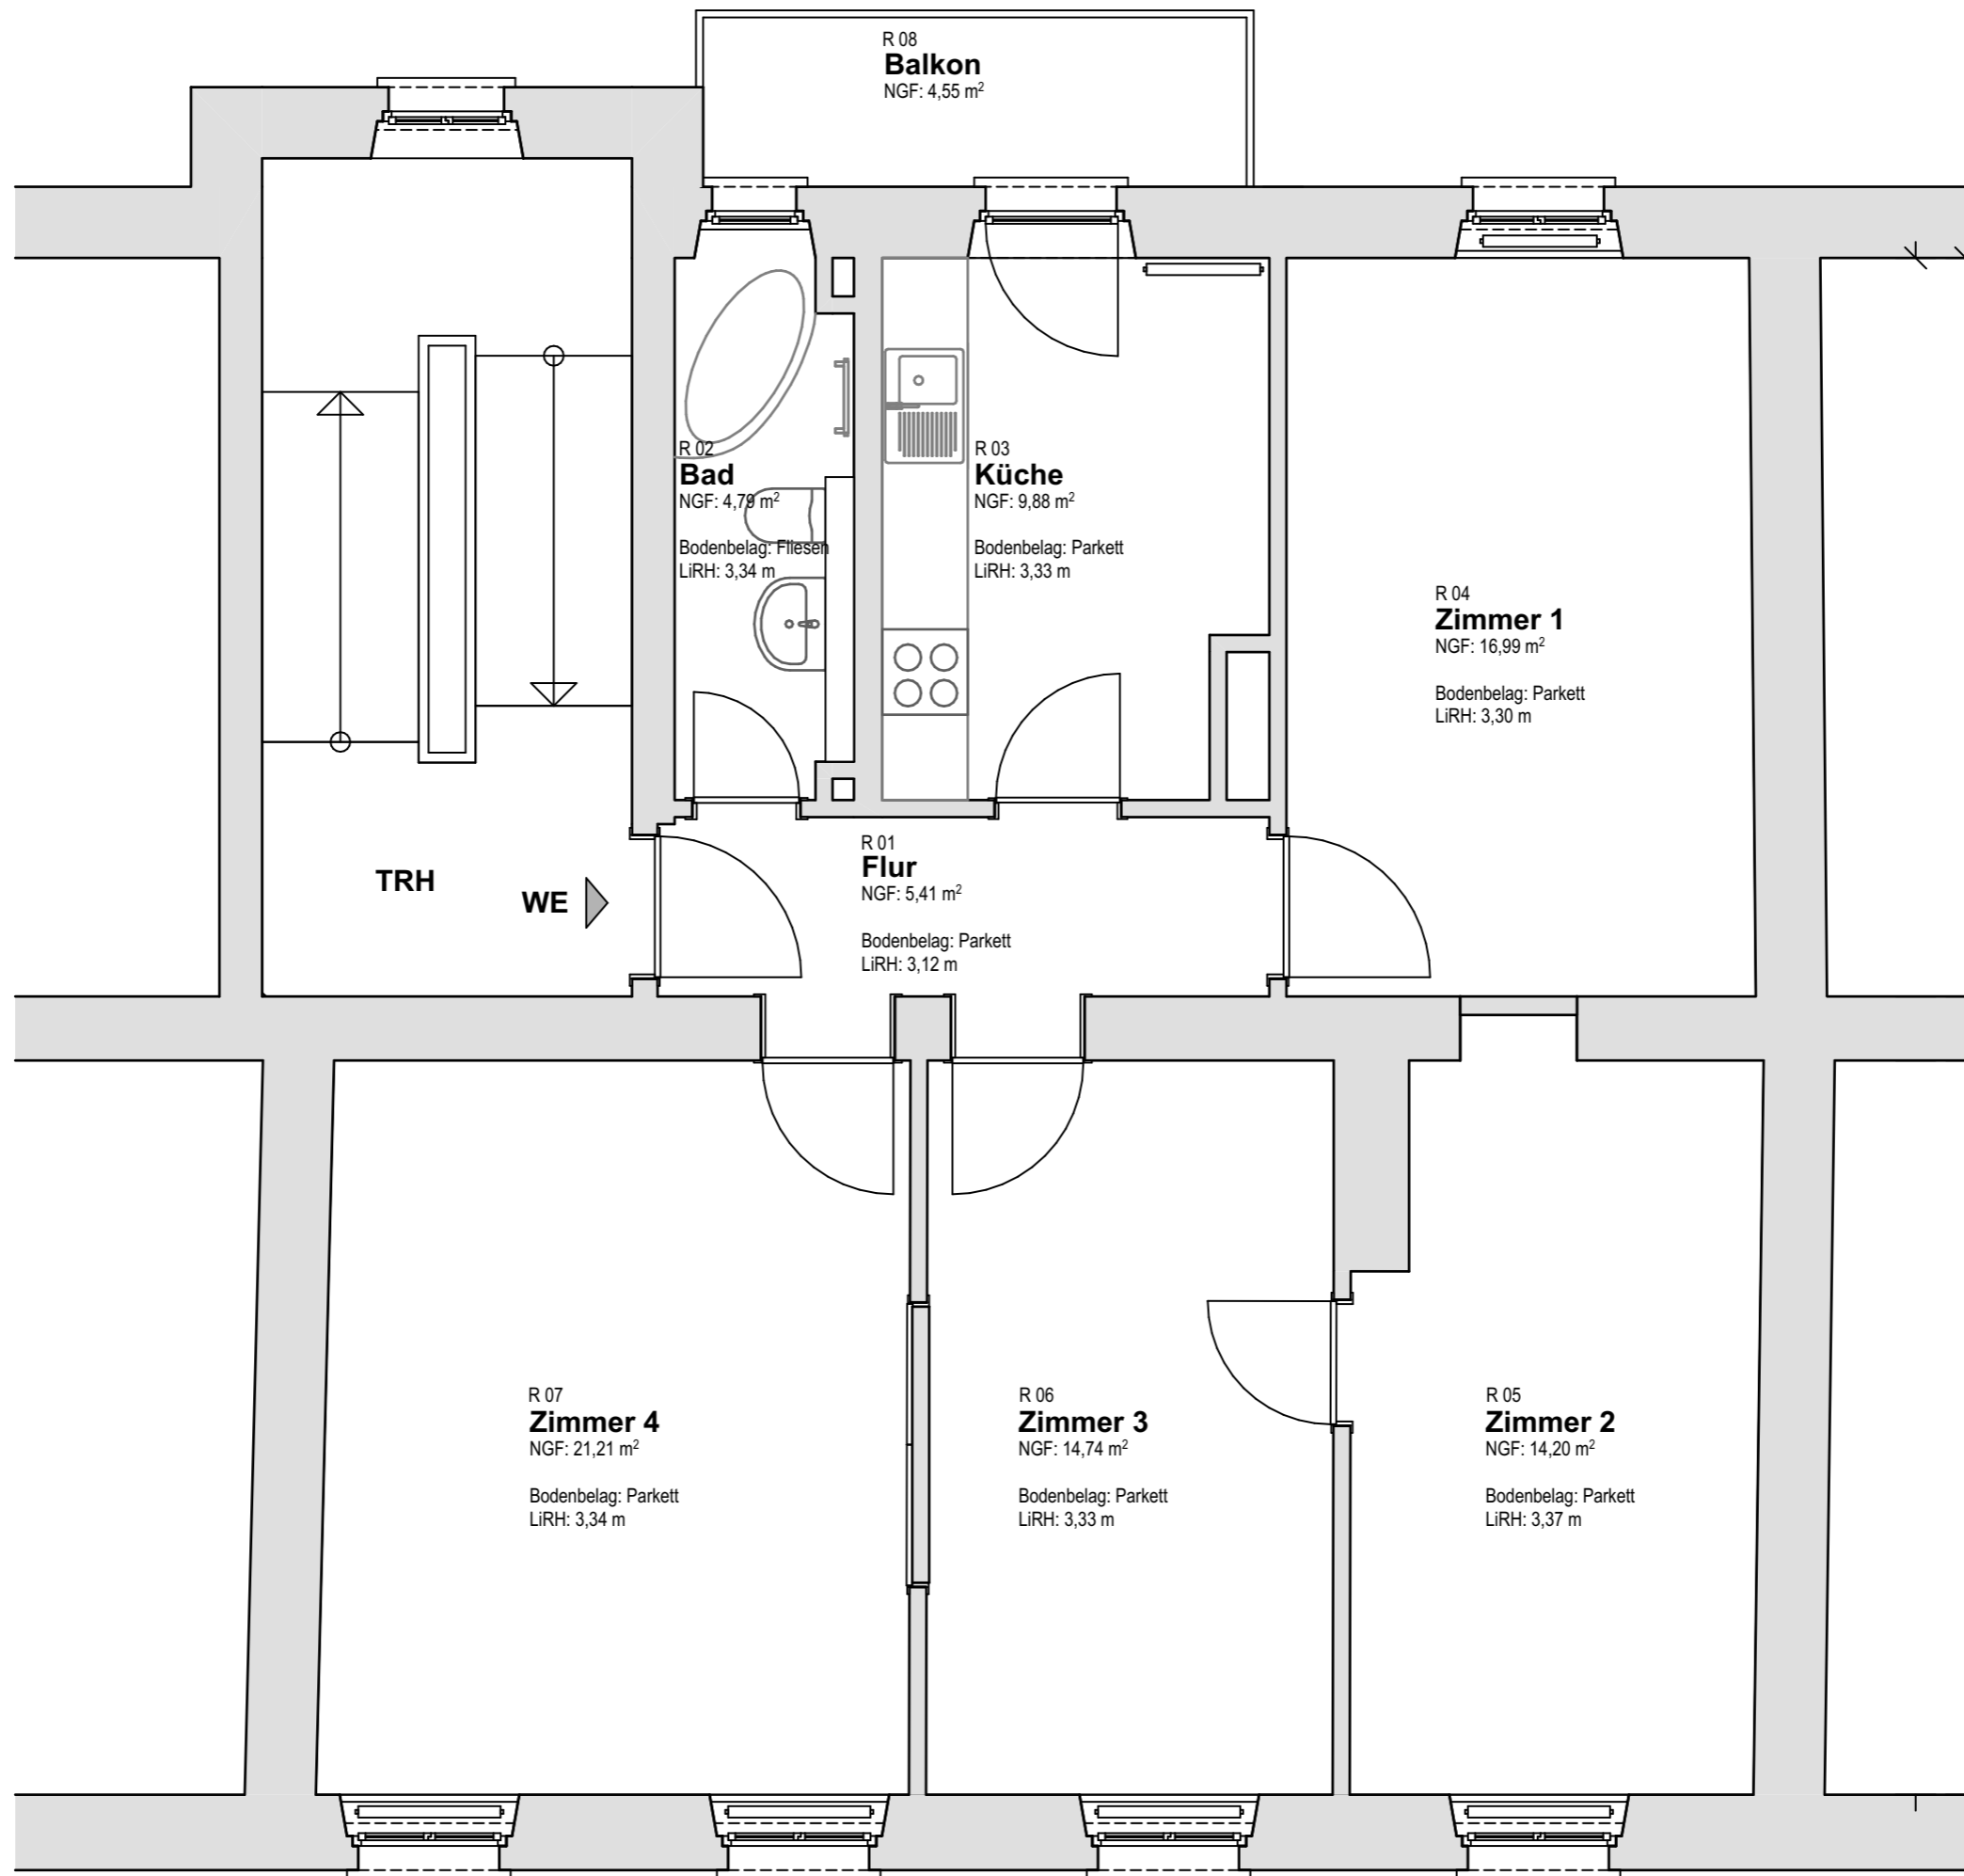 R 08
Balkon
NGF: 4,55 m²
R 02
Bad
NGF: 4,79 m²
Bodenbelag: Fliesen
LiRH: 3,34 m
R 03
Küche
NGF: 9,88 m²
Bodenbelag: Parkett
LiRH: 3,33 m
R 04
Zimmer 1
NGF: 16,99 m²
Bodenbelag: Parkett
LiRH: 3,30 m
TRH
WE
R 01
Flur
NGF: 5,41 m²
Bodenbelag: Parkett
LiRH: 3,12 m
R 07
Zimmer 4
NGF: 21,21 m²
Bodenbelag: Parkett
LiRH: 3,34 m
R 06
Zimmer 3
NGF: 14,74 m²
Bodenbelag: Parkett
LiRH: 3,33 m
R 05
Zimmer 2
NGF: 14,20 m²
Bodenbelag: Parkett
LiRH: 3,37 m